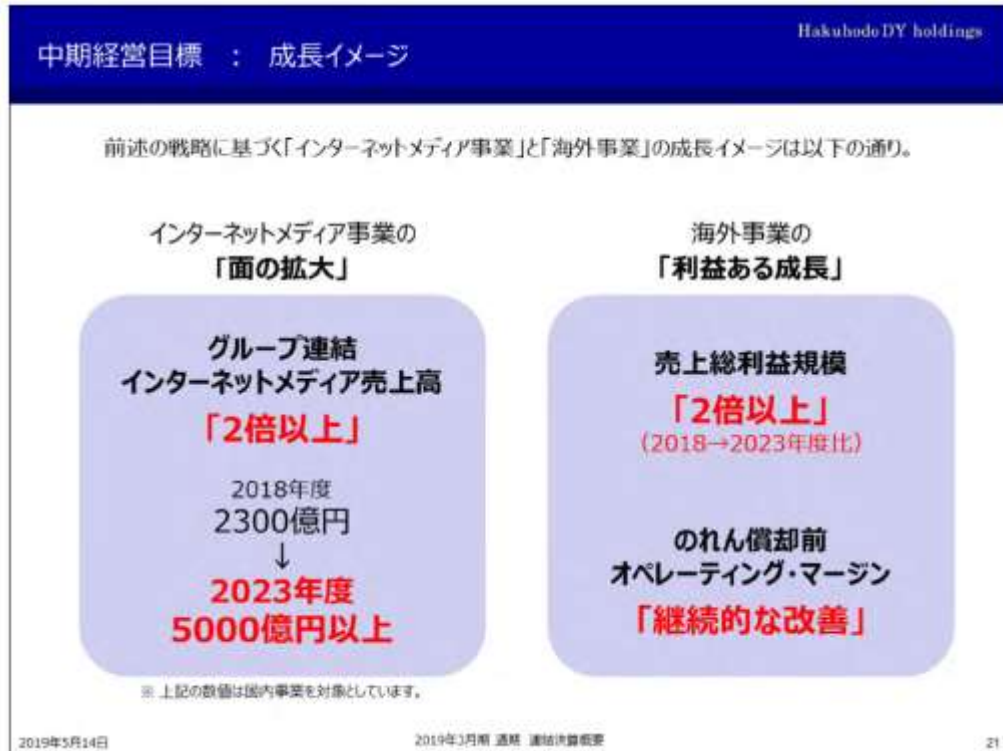 Hakuhodo DY holdings
中期経営目標 ： 成長イメージ
前述の戦略に基づく「インターネットメディア事業」と「海外事業」の成長イメージは以下の通り。
インターネットメディア事業の
「面の拡大」
グループ連結
インターネットメディア売上高
「2倍以上」
2018年度
2300億円
↓
2023年度
5000億円以上
※ 上記の数値は国内事業を対象としています。
海外事業の
「利益ある成長」
売上総利益規模
「2倍以上」
（2018→2023年度比）
のれん償却前
オペレーティング・マージン
「継続的な改善」
2019年5月14日
2019年3月期 通期 連結決算概要
21